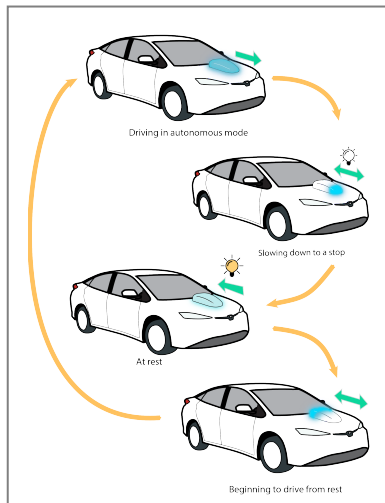 Driving in autonomous mode
Slowing down to a stop
At rest
Beginning to drive from rest